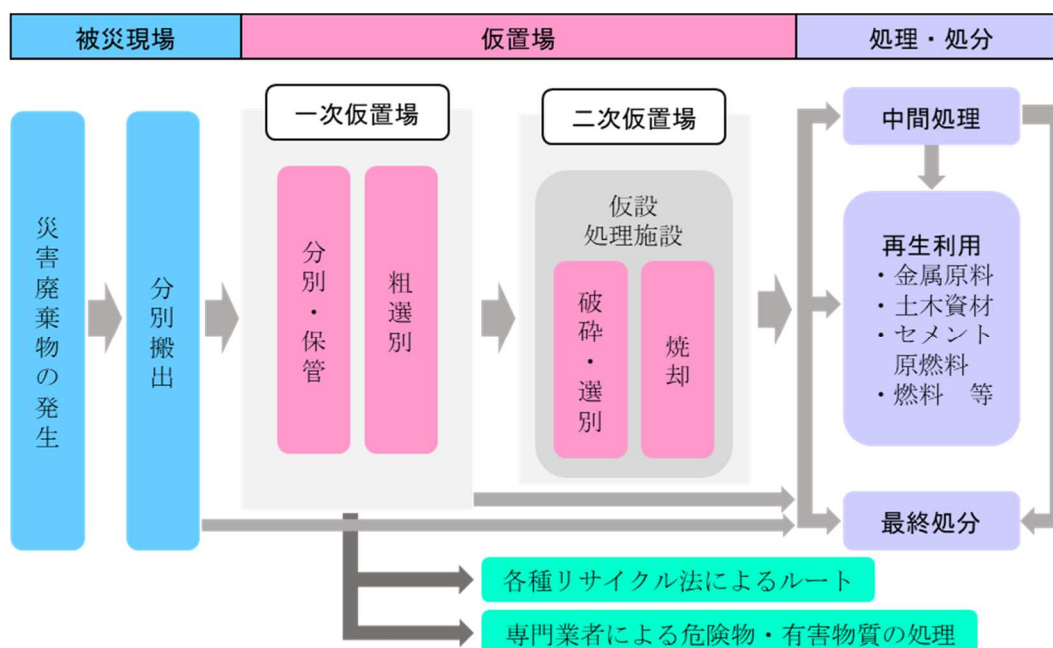 被災現場
仮置場
処理・処分
一次仮置場
二次仮置場
中間処理
災害廃棄物の発生
分別搬出
分別・保管
粗選別
仮設
処理施設
破砕・選別
焼却
再生利用
・金属原料
・土木資材
・セメント
原燃料
・燃料 等
最終処分
各種リサイクル法によるルート
専門業者による危険物・有害物質の処理